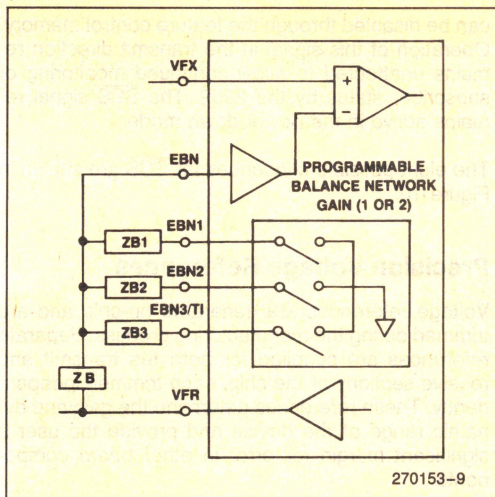 VFX
+
−
EBN
PROGRAMMABLE
BALANCE NETWORK
GAIN (1 OR 2)
EBN1
ZB1
EBN2
ZB2
EBN3/TI
ZB3
ZB
VFR
270153-9